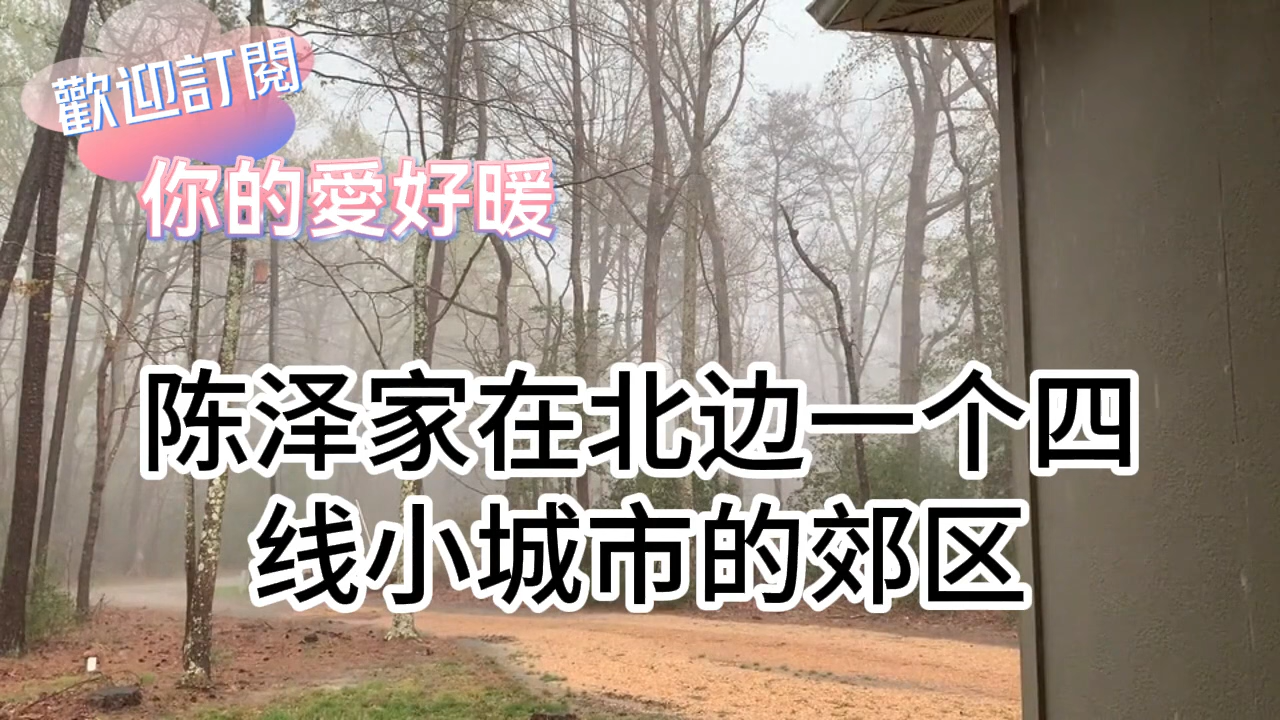 歡迎訂閱
你的愛好暖
陈泽家在北边一个四
线小城市的郊区